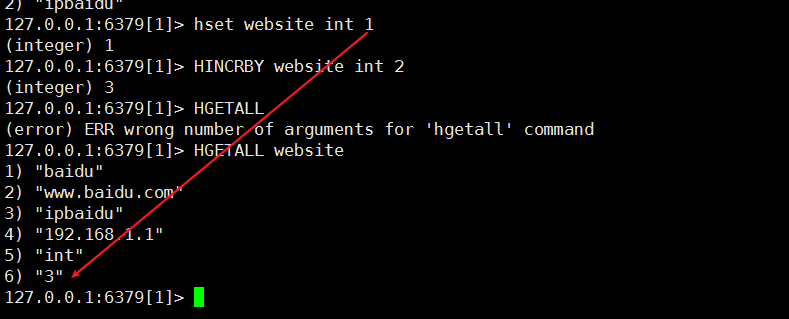 2) "ipbaidu"
127.0.0.1:6379[1]> hset website int 1
(integer) 1
127.0.0.1:6379[1]> HINCRBY website int 2
(integer) 3
127.0.0.1:6379[1]> HGETALL
(error) ERR wrong number of arguments for 'hgetall' command
127.0.0.1:6379[1]> HGETALL website
1) "baidu"
2) "www.baidu.com"
3) "ipbaidu"
4) "192.168.1.1"
5) "int"
6) "3"
127.0.0.1:6379[1]>